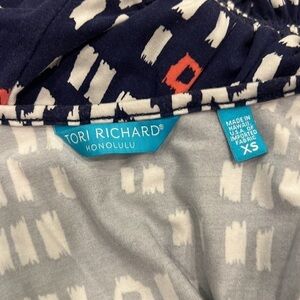 TORI RICHARD®
HONOLULU
MADE IN
HAWAII,
U.S.A. OF
IMPORTED
FABRIC
XS